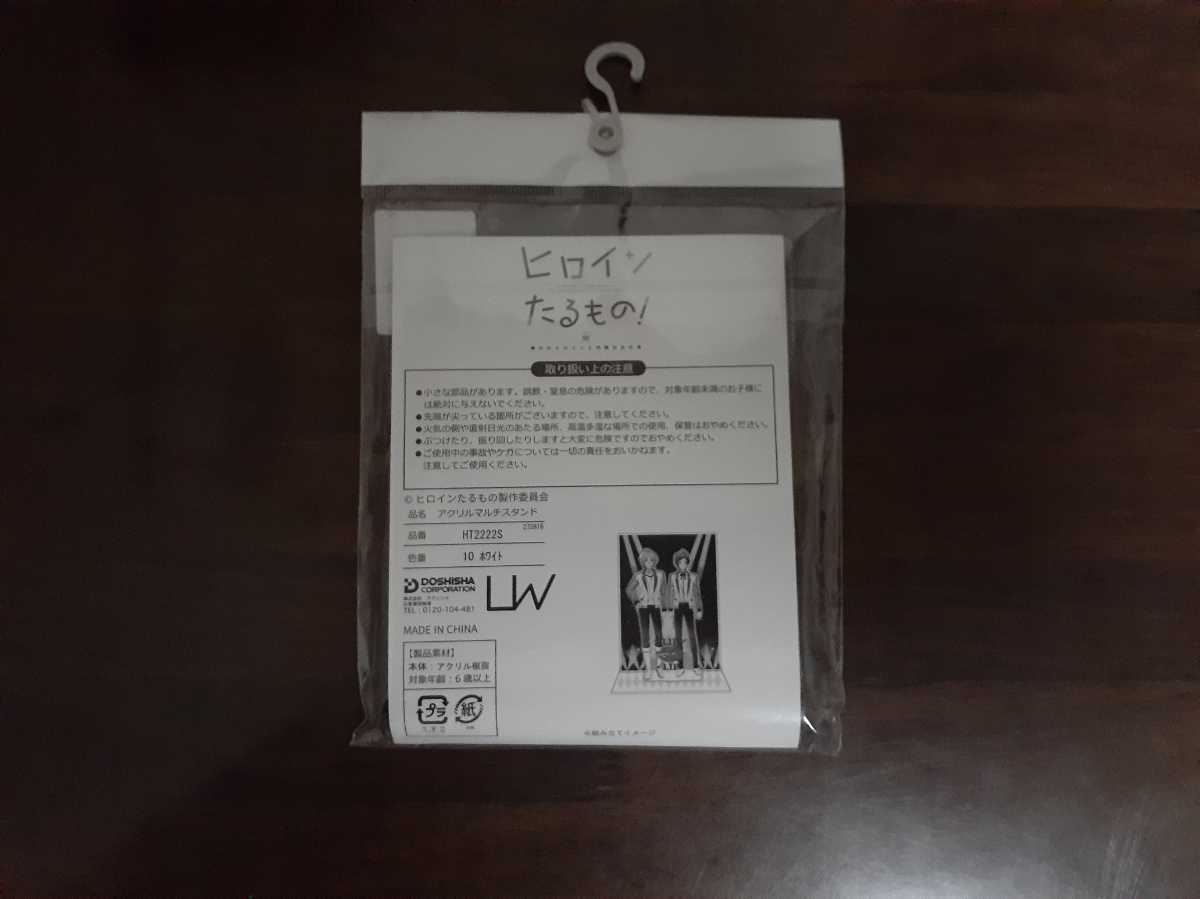 ヒロイン
たるもの!
取り扱い上の注意
●小さな部品があります。誤飲・窒息の危険がありますので、対象年齢未満のお子様に
は絶対に与えないでください。
●先端が尖っている箇所がございますので、注意してください。
●火気の側や直射日光のあたる場所、高温多湿な場所での使用、保管はおやめください。
●ぶつけたり、振り回したりしますと大変に危険ですのでおやめください。
●ご使用中の事故やケガについては一切の責任をおいかねます。
注意してご使用ください。
© ヒロインたるもの製作委員会
品名 アクリルマルチスタンド
品番 HT2222S
色番 10 ホワイト
DOSHISHA
CORPORATION
UW
TEL:0120-104-481
MADE IN CHINA
【製品素材】
本体:アクリル樹脂
対象年齢:6歳以上
プラ 紙
※組み立てイメージ